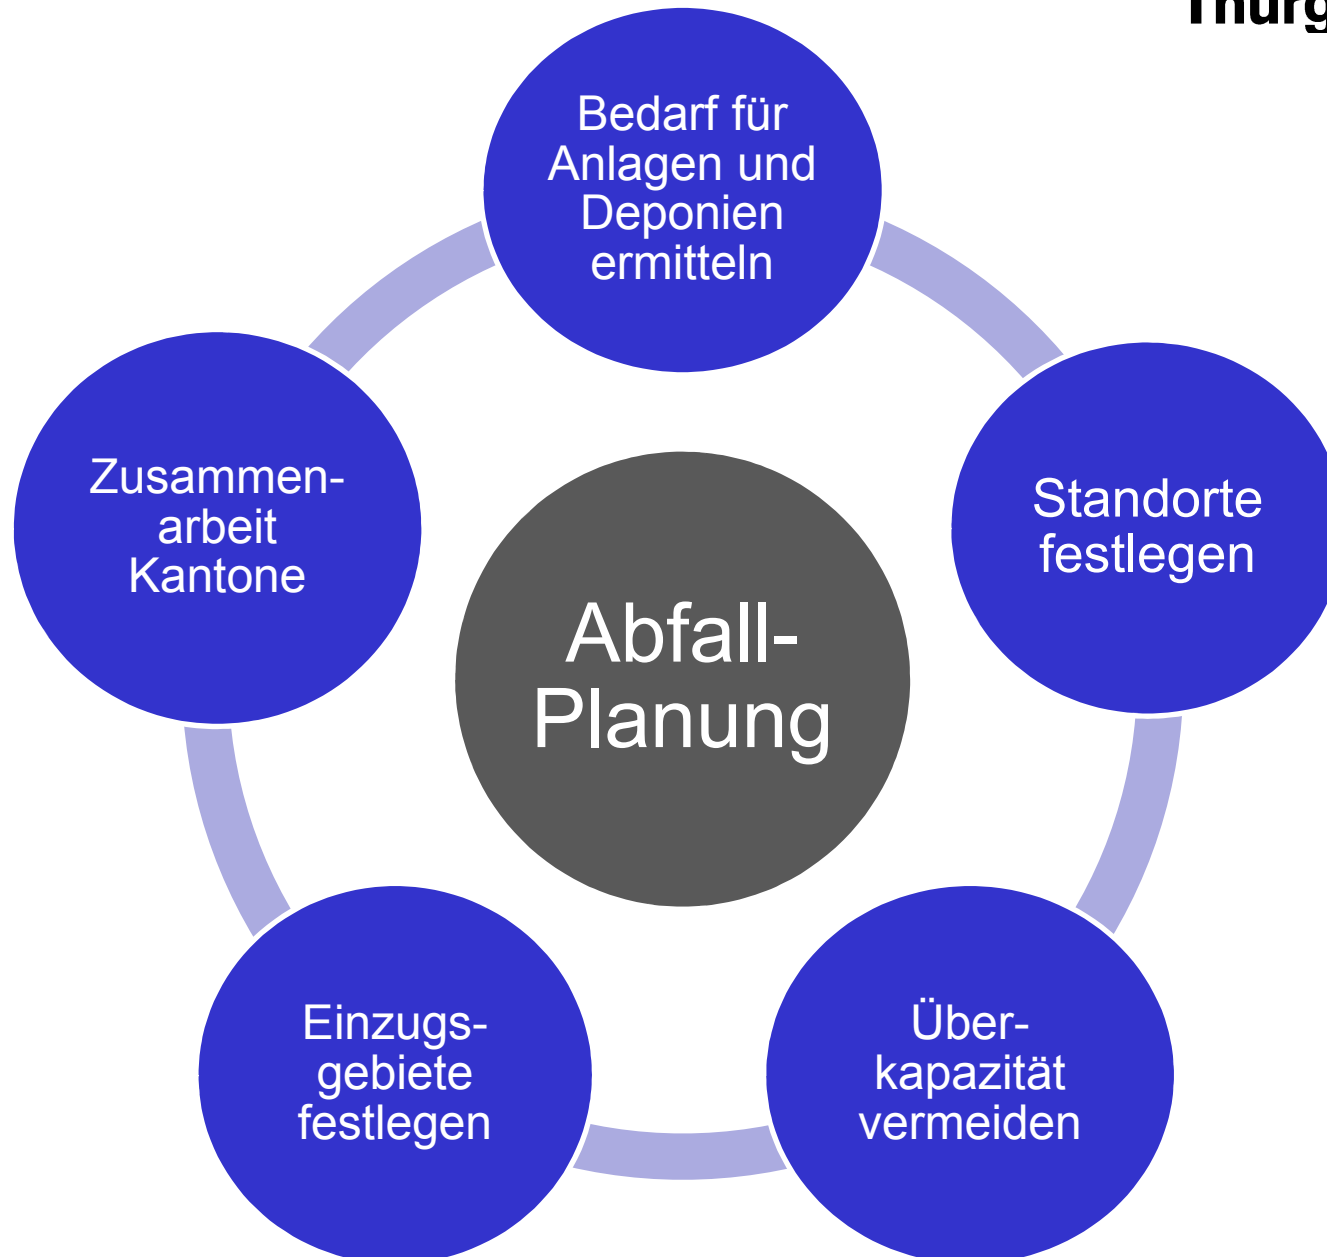 Bedarf für
Anlagen und
Deponien
ermitteln
Standorte
festlegen
Über-
kapazität
vermeiden
Einzugs-
gebiete
festlegen
Zusammen-
arbeit
Kantone
Abfall-
Planung